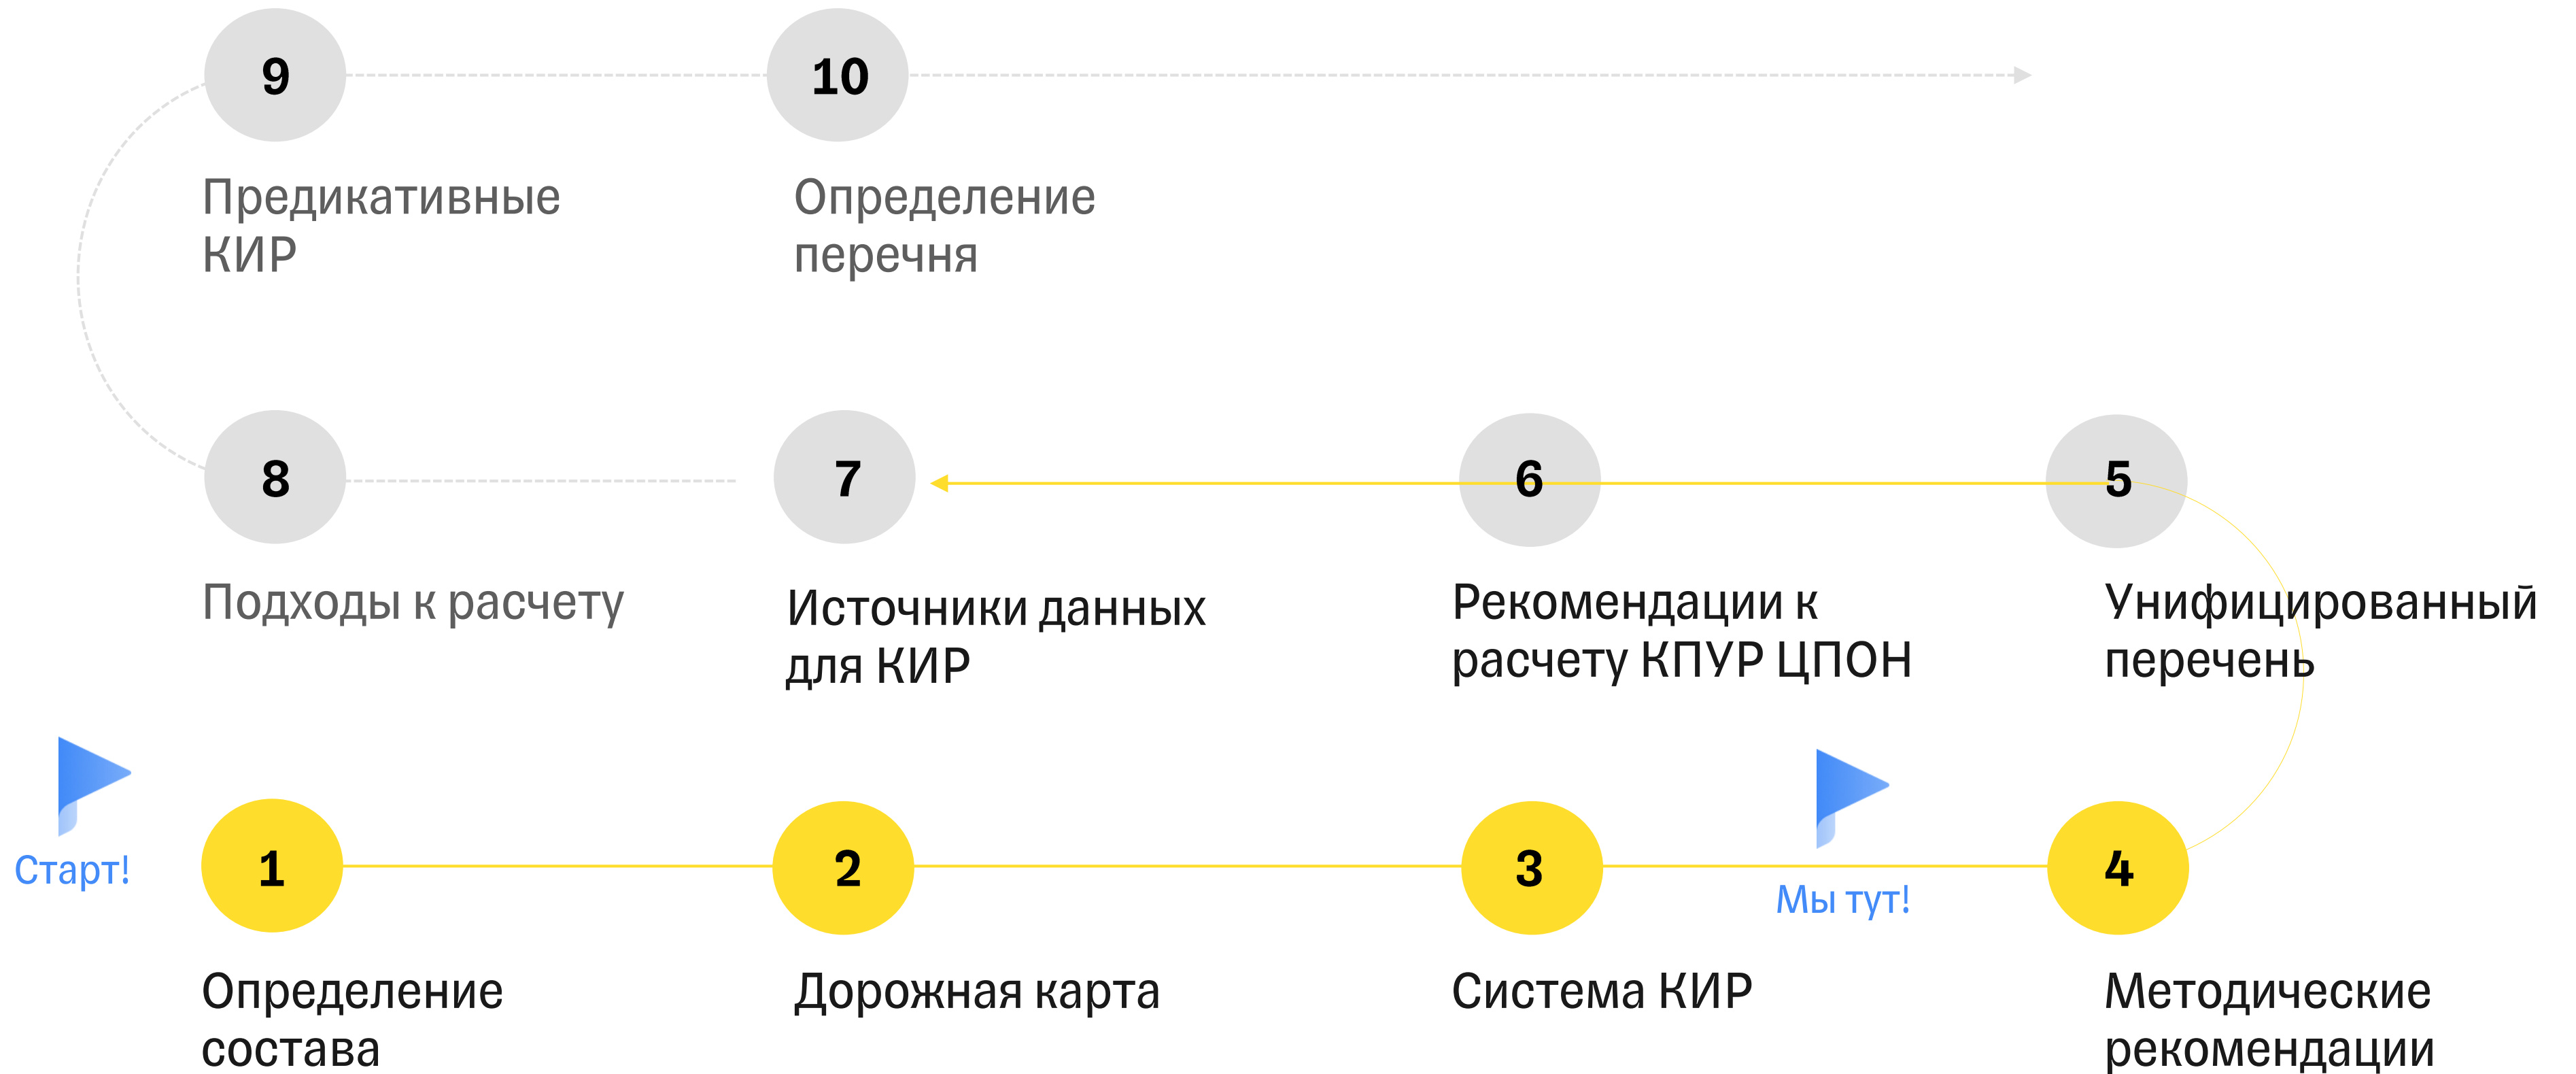 9
10
Предикативные
КИР
Определение
перечня
8
7
6
5
Подходы к расчету
Источники данных
для КИР
Рекомендации к
расчету КПУР ЦПОН
Унифицированный
перечень
Старт!
1
2
3
Мы тут!
4
Определение
состава
Дорожная карта
Система КИР
Методические
рекомендации